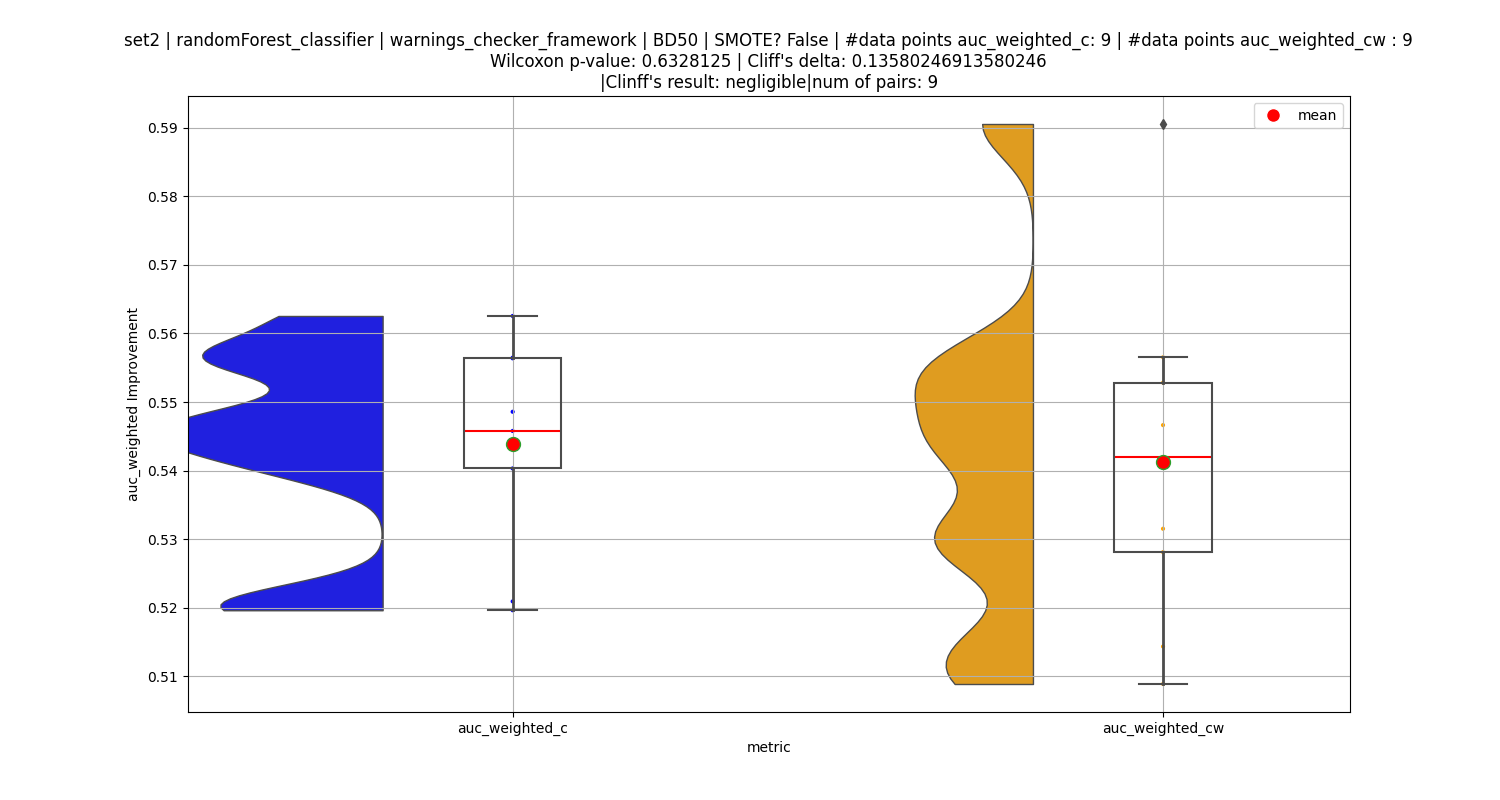 set2 | randomForest_classifier | warnings_checker_framework | BD50 | SMOTE? False | #data points auc_weighted_c: 9 | #data points auc_weighted_cw : 9
Wilcoxon p-value: 0.6328125 | Cliff's delta: 0.13580246913580246
|Clinff's result: negligible|num of pairs: 9
mean
0.59
0.58
0.57
0.56
0.55
0.54
0.53
0.52
0.51
auc_weighted Improvement
auc_weighted_c
auc_weighted_cw
metric